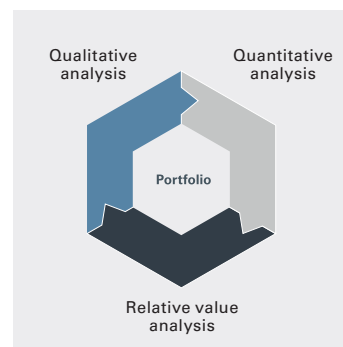 Qualitative
analysis
Quantitative
analysis
Portfolio
Relative value
analysis